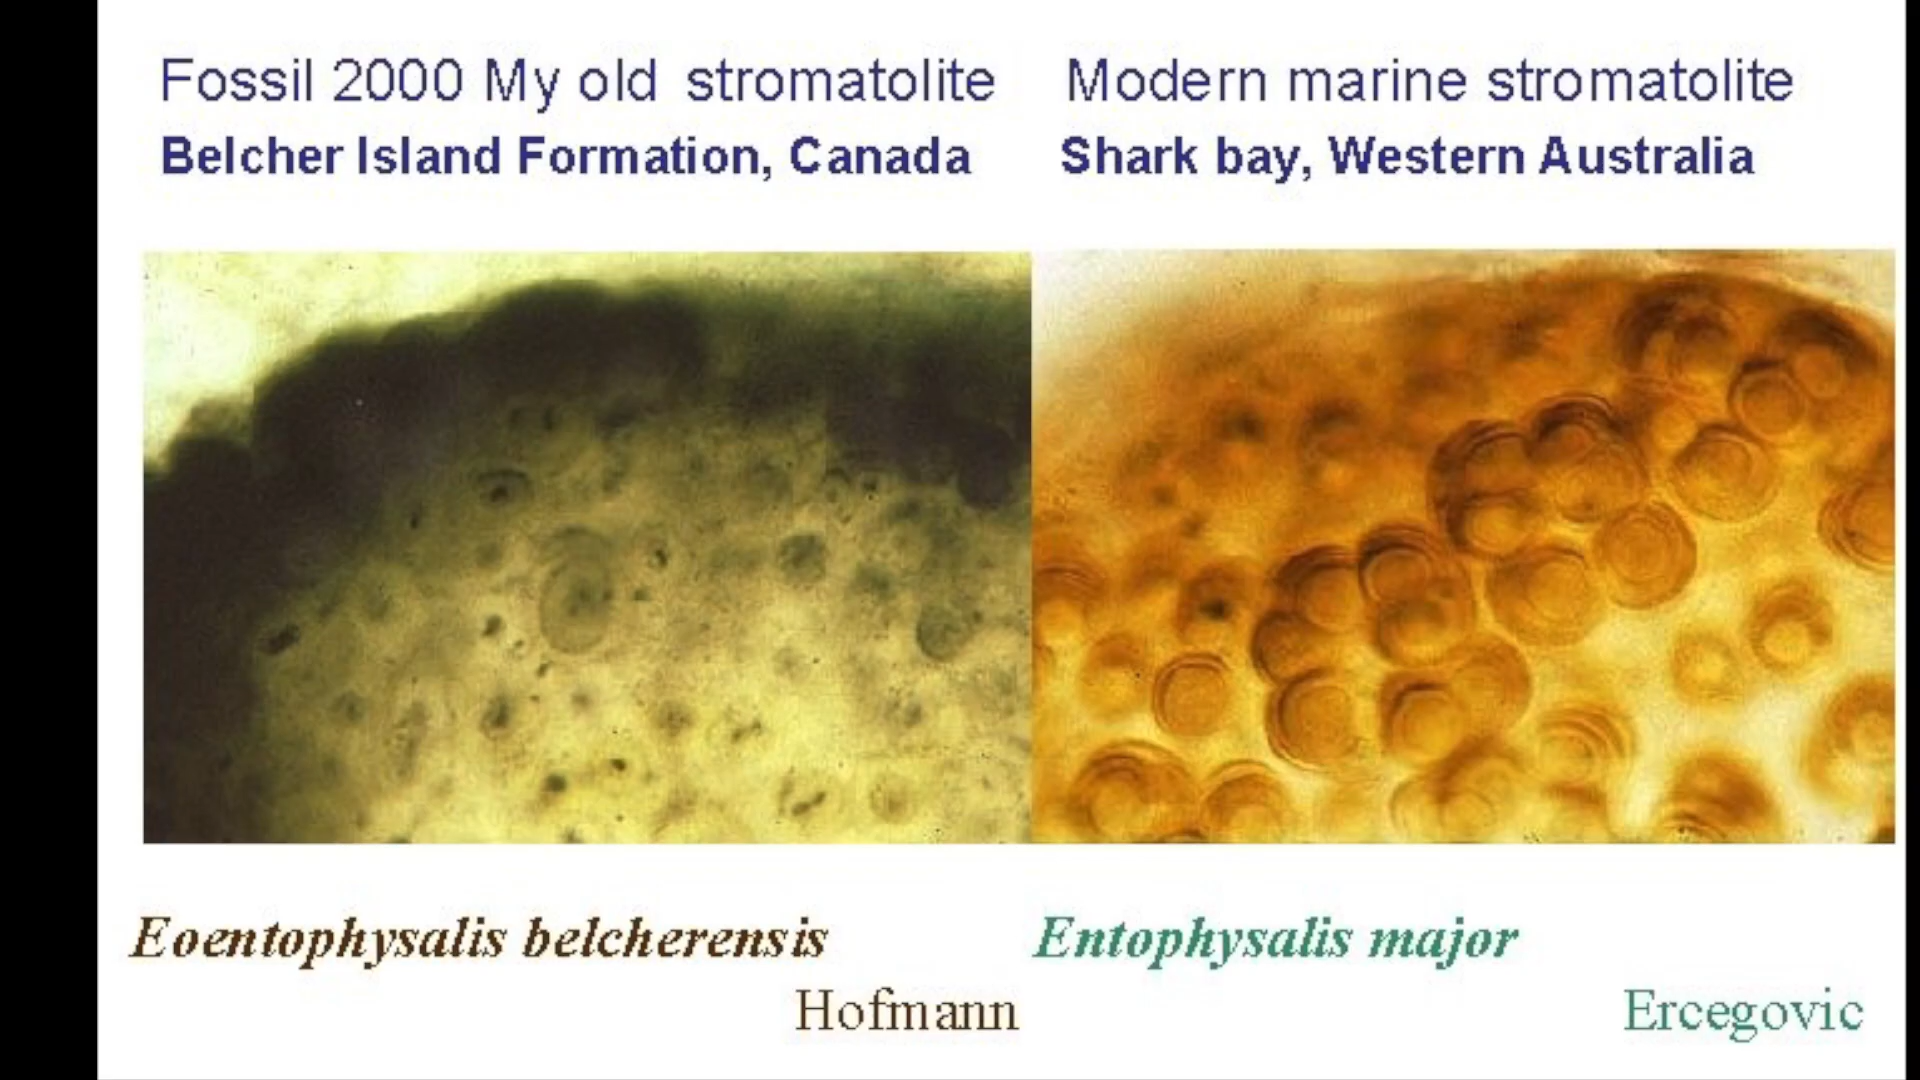 Fossil 2000 My old stromatolite
Belcher Island Formation, Canada
Modern marine stromatolite
Shark bay, Western Australia
Eoentophysalis belcherensis
Hofmann
Entophysalis major
Ercegovic